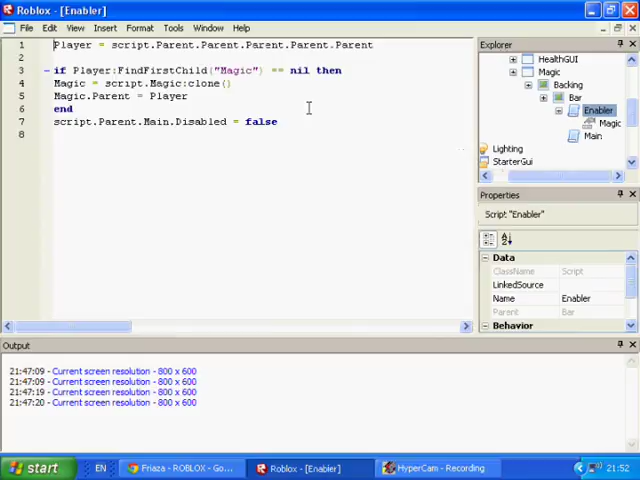 Roblox - [Enabler]
File Edit View Insert Format Tools Window Help
1 Player = script.Parent.Parent.Parent.Parent.Parent
2
3 if Player:FindFirstChild("Magic") == nil then
4 Magic = script.Magic:clone()
5 Magic.Parent = Player
6 end
7 script.Parent.Main.Disabled = false
8
Explorer
HealthGUI
Magic
Backing
Bar
Enabler
Magic
Main
Lighting
StarterGui
Properties
Script "Enabler"
Data
ClassName Script
LinkedSource
Name Enabler
Parent Bar
Behavior
Output
21:47:09 - Current screen resolution - 800 x 600
21:47:09 - Current screen resolution - 800 x 600
21:47:19 - Current screen resolution - 800 x 600
21:47:20 - Current screen resolution - 800 x 600
start EN Friaza - ROBLOX - Go... Roblox - [Enabler] HyperCam - Recording 21:52